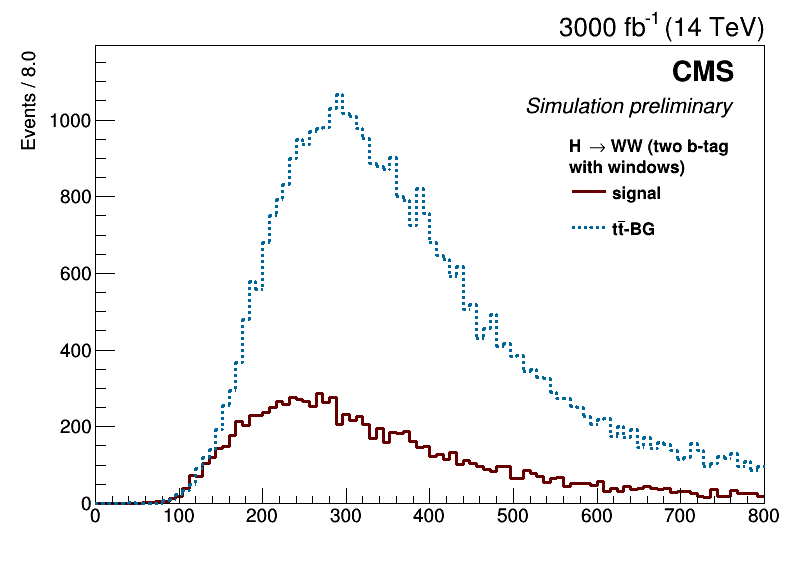 3000 fb-1 (14 TeV)
Events / 8.0
CMS
Simulation preliminary
H → WW (two b-tag
with windows)
signal
tt̄-BG
1000
800
600
400
200
0
0 100 200 300 400 500 600 700 800